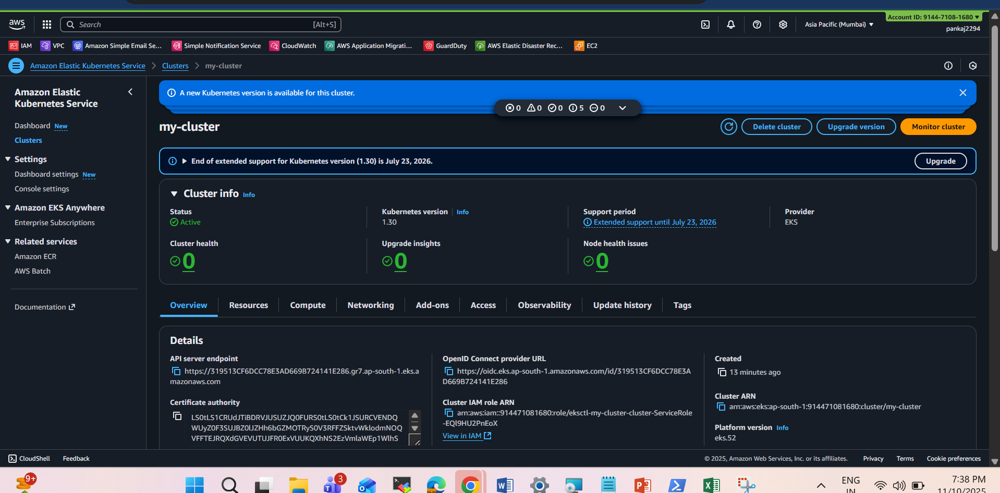 aws
Search
[Alt+S]
Asia Pacific (Mumbai)
Account ID: 9144-7108-1680
pankaj2294
IAM
VPC
Amazon Simple Email Se...
Simple Notification Service
CloudWatch
AWS Application Migrati...
GuardDuty
AWS Elastic Disaster Rec...
EC2
Amazon Elastic Kubernetes Service
Clusters
my-cluster
Amazon Elastic
Kubernetes Service
Dashboard New
Clusters
Settings
Dashboard settings New
Console settings
Amazon EKS Anywhere
Enterprise Subscriptions
Related services
Amazon ECR
AWS Batch
Documentation
A new Kubernetes version is available for this cluster.
0 0 0 5 0
my-cluster
Delete cluster
Upgrade version
Monitor cluster
End of extended support for Kubernetes version (1.30) is July 23, 2026.
Upgrade
Cluster info Info
Status
Active
Kubernetes version Info
1.30
Support period
Extended support until July 23, 2026
Provider
EKS
Cluster health
0
Upgrade insights
0
Node health issues
0
Overview
Resources
Compute
Networking
Add-ons
Access
Observability
Update history
Tags
Details
API server endpoint
https://319513CF6DCC78E3AD669B724141E286.gr7.ap-south-1.eks.a
mazonaws.com
Certificate authority
LS0tLS1CRUdJTiBDRVJUSUZJQ0FURS0tLS0tCk1JSURCVENDQ
WUyZ0F3SUJBZ0lJZHh6bGZMOTRyS0V3RFFZSktvWklodmNOQ
VFFTEJRQXdGVEVUTUJFR0ExVUUKQXhNS2EzVmlaWEp1WlhS
OpenID Connect provider URL
https://oidc.eks.ap-south-1.amazonaws.com/id/319513CF6DCC78E3A
D669B724141E286
Cluster IAM role ARN
arn:aws:iam::914471081680:role/eksctl-my-cluster-cluster-ServiceRole
-EQl9HU2PnEoX
View in IAM
Created
13 minutes ago
Cluster ARN
arn:aws:eks:ap-south-1:914471081680:cluster/my-cluster
Platform version Info
eks.52
CloudShell
Feedback
© 2025, Amazon Web Services, Inc. or its affiliates.
Privacy
Terms
Cookie preferences
9+
3
ENG
IN
7:38 PM
11/10/2025